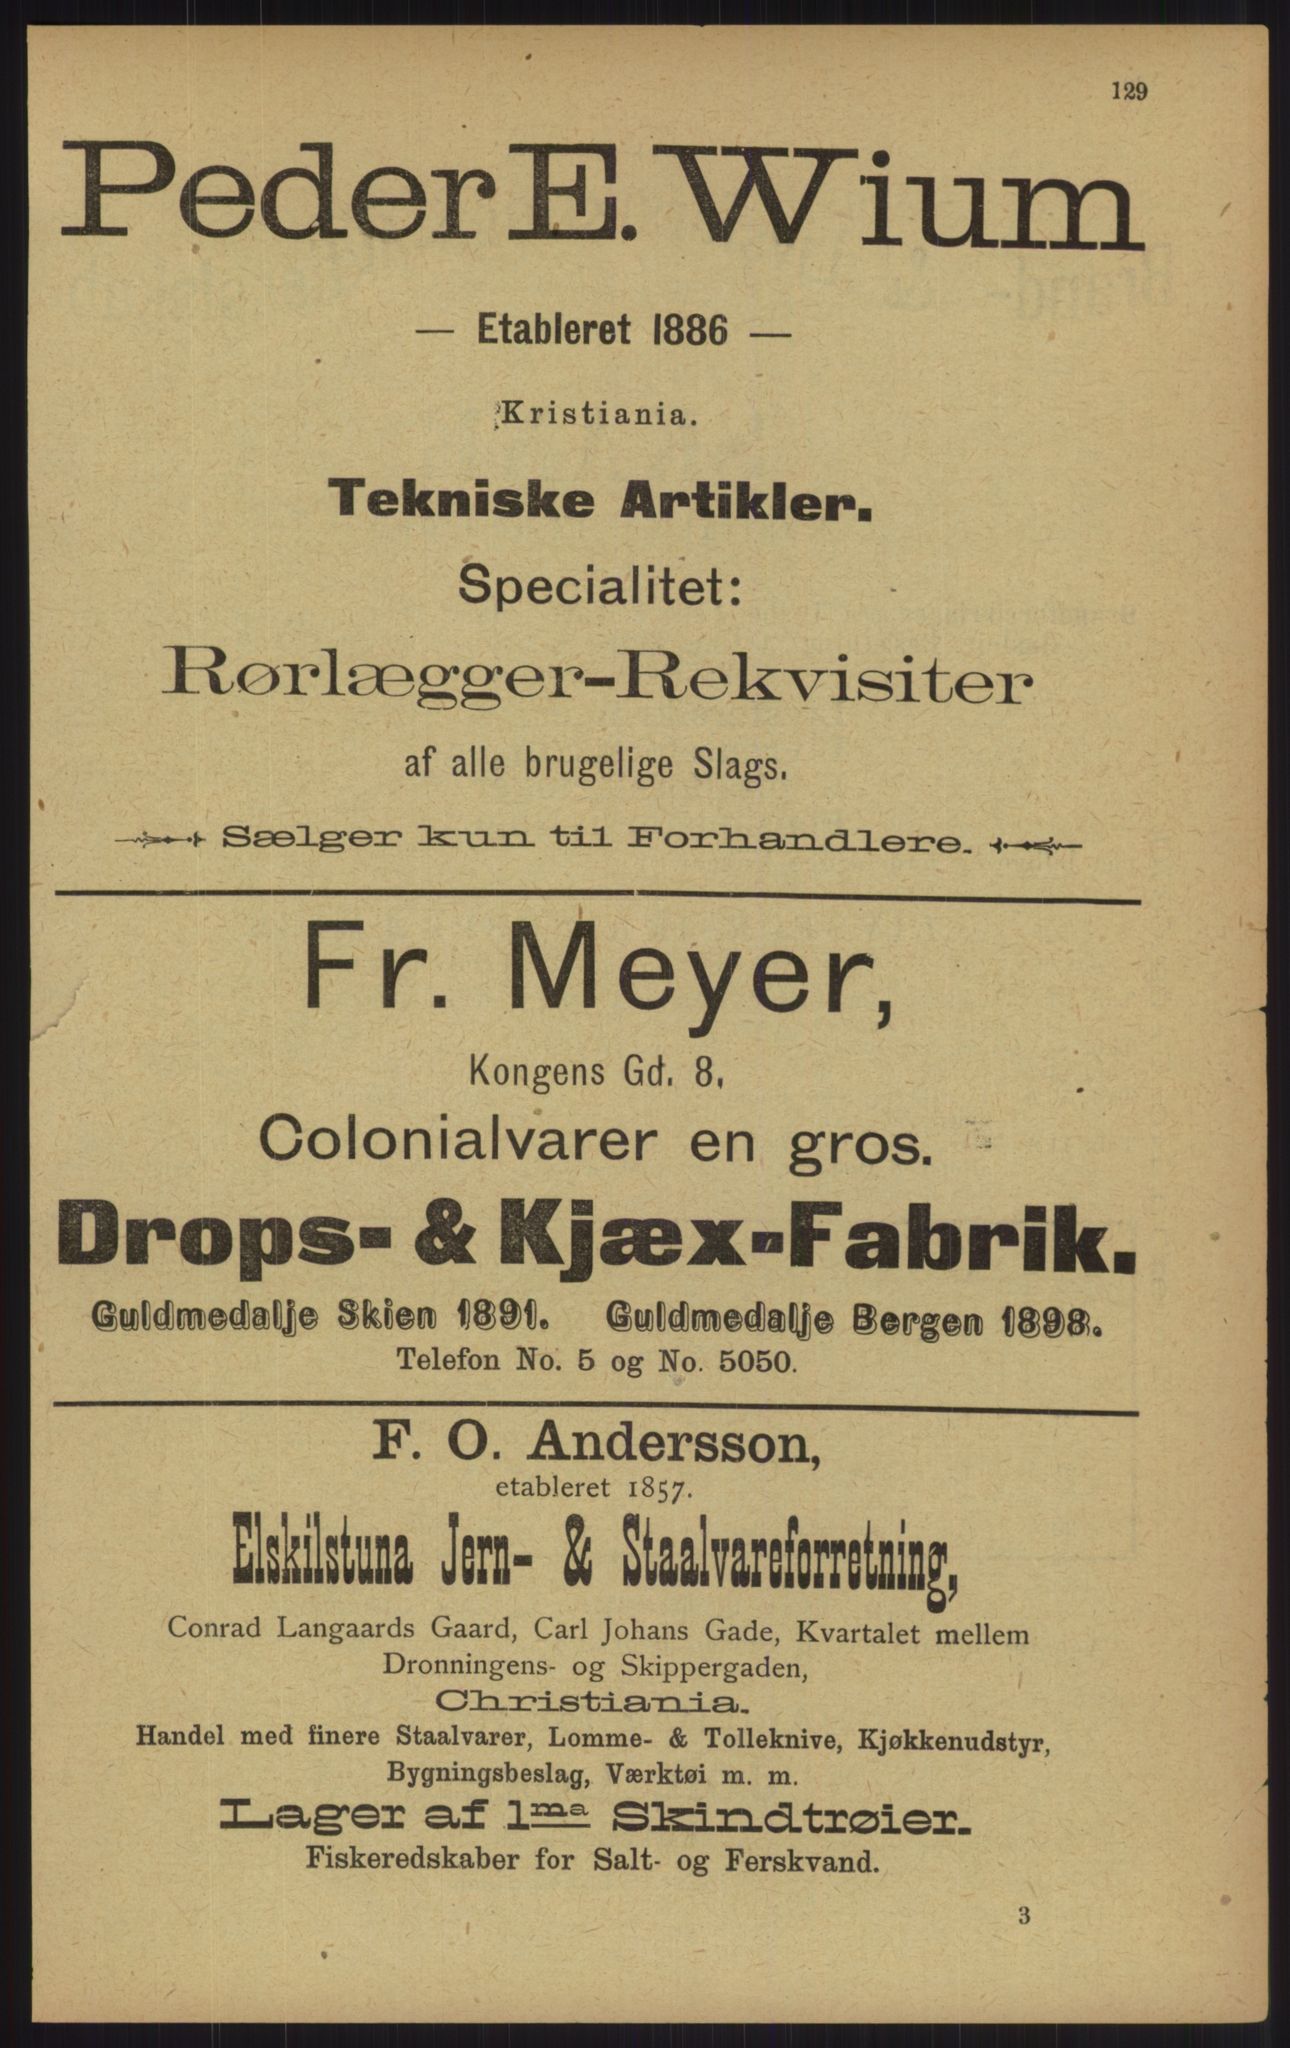 129
Peder E. Wium
— Etableret 1886 —
Kristiania.
Tekniske Artikler.
Specialitet:
Rørlægger-Rekvisiter
af alle brugelige Slags.
Sælger kun til Forhandlere.
Fr. Meyer,
Kongens Gd. 8.
Colonialvarer en gros.
Drops- & Kjæx-Fabrik.
Guldmedalje Skien 1891. Guldmedalje Bergen 1898.
Telefon No. 5 og No. 5050.
F. O. Andersson,
etableret 1857.
Elskilstuna Jern- & Staalvareforretning,
Conrad Langaards Gaard, Carl Johans Gade, Kvartalet mellem
Dronningens- og Skippergaden,
Christiania.
Handel med finere Staalvarer, Lomme- & Tolleknive, Kjøkkenudstyr,
Bygningsbeslag, Værktøi m. m.
Lager af 1ma Skindtrøier.
Fiskeredskaber for Salt- og Ferskvand.
3